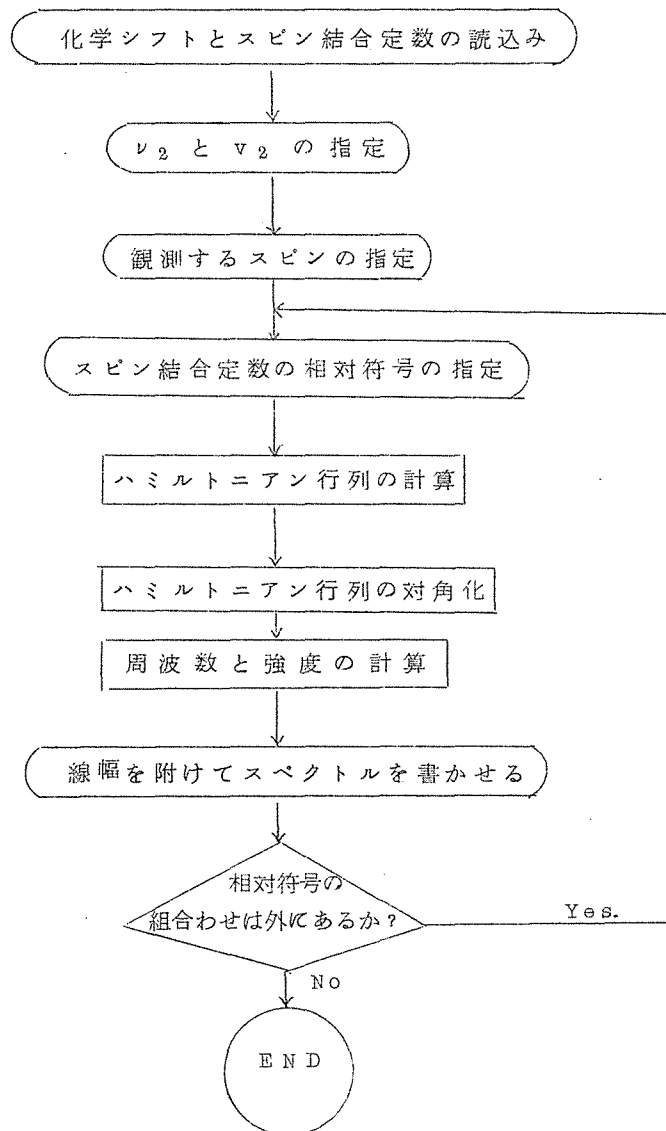 化学シフトとスピン結合定数の読込み
ν₂ と v₂ の指定
観測するスピンの指定
スピン結合定数の相対符号の指定
ハミルトニアン行列の計算
ハミルトニアン行列の対角化
周波数と強度の計算
線幅を附けてスペクトルを書かせる
相対符号の
組合わせは外にあるか?
Yes.
No
END